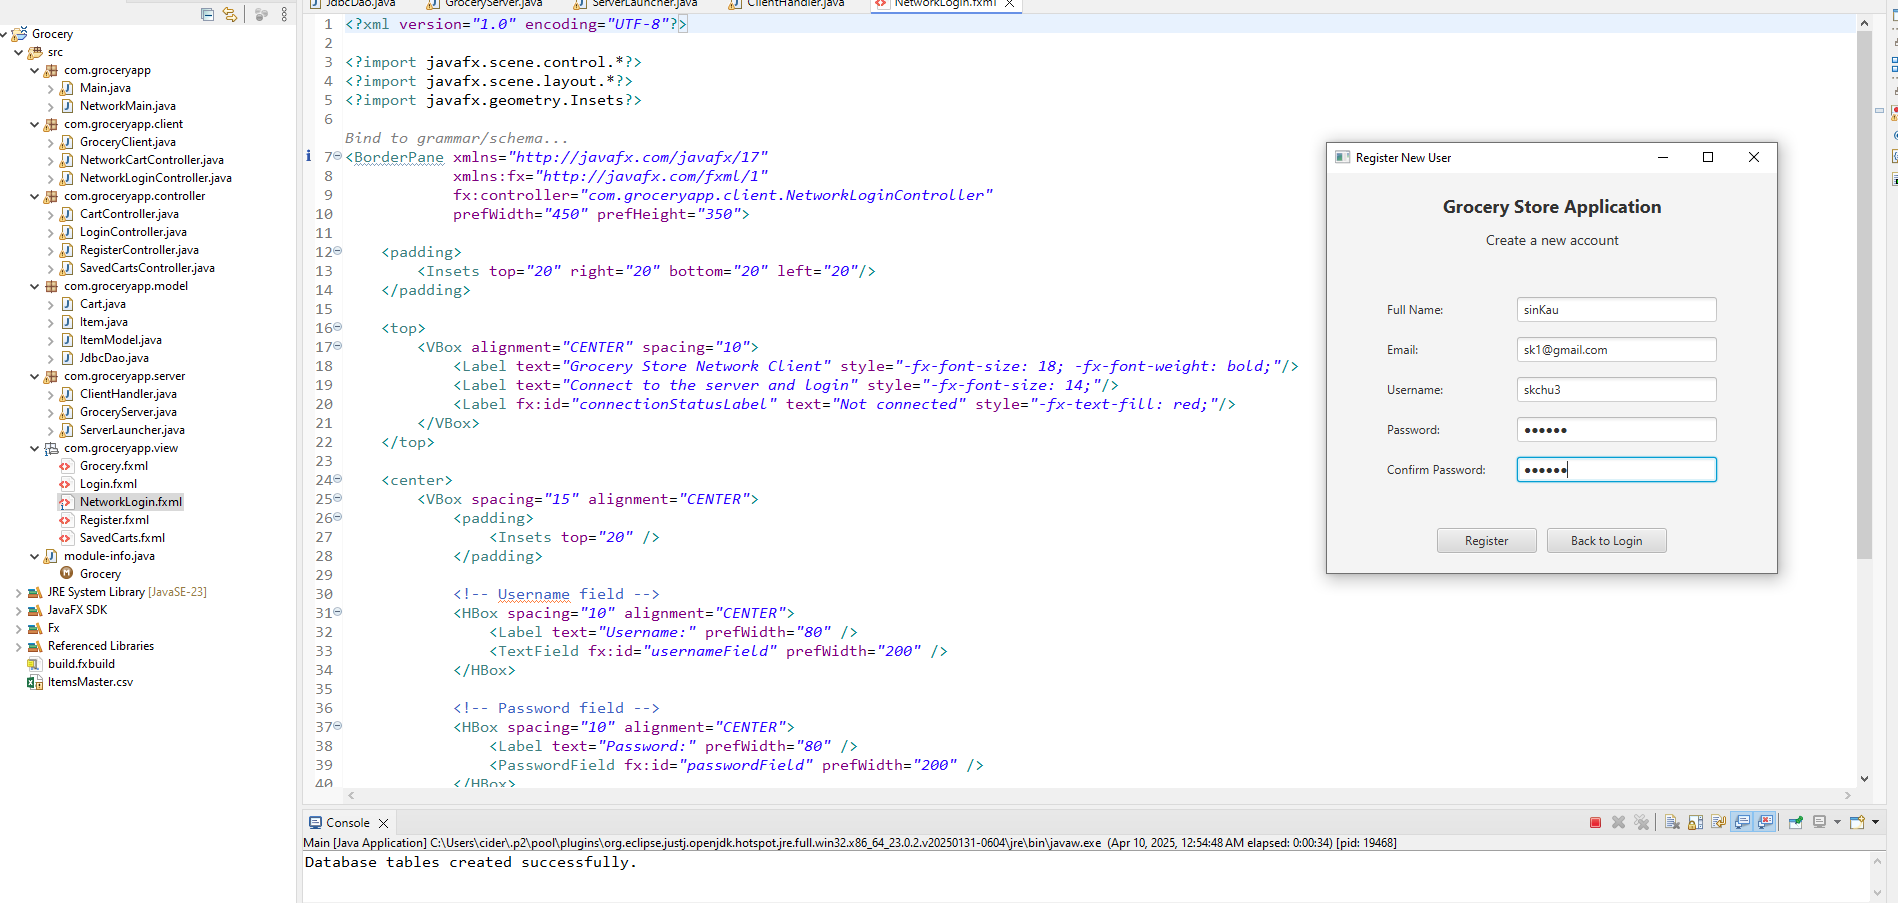 Grocery
src
com.groceryapp
Main.java
NetworkMain.java
com.groceryapp.client
GroceryClient.java
NetworkCartController.java
NetworkLoginController.java
com.groceryapp.controller
CartController.java
LoginController.java
RegisterController.java
SavedCartsController.java
com.groceryapp.model
Cart.java
Item.java
ItemModel.java
JdbcDao.java
com.groceryapp.server
ClientHandler.java
GroceryServer.java
ServerLauncher.java
com.groceryapp.view
Grocery.fxml
Login.fxml
NetworkLogin.fxml
Register.fxml
SavedCarts.fxml
module-info.java
Grocery
JRE System Library [JavaSE-23]
JavaFX SDK
Fx
Referenced Libraries
build.fxbuild
ItemsMaster.csv
JdbcDao.java GroceryServer.java ServerLauncher.java ClientHandler.java NetworkLogin.fxml
1 <?xml version="1.0" encoding="UTF-8"?>
2
3 <?import javafx.scene.control.*?>
4 <?import javafx.scene.layout.*?>
5 <?import javafx.geometry.Insets?>
6
Bind to grammar/schema...
7 <BorderPane xmlns="http://javafx.com/javafx/17"
8 xmlns:fx="http://javafx.com/fxml/1"
9 fx:controller="com.groceryapp.client.NetworkLoginController"
10 prefWidth="450" prefHeight="350">
11
12 <padding>
13 <Insets top="20" right="20" bottom="20" left="20"/>
14 </padding>
15
16 <top>
17 <VBox alignment="CENTER" spacing="10">
18 <Label text="Grocery Store Network Client" style="-fx-font-size: 18; -fx-font-weight: bold;"/>
19 <Label text="Connect to the server and login" style="-fx-font-size: 14;"/>
20 <Label fx:id="connectionStatusLabel" text="Not connected" style="-fx-text-fill: red;"/>
21 </VBox>
22 </top>
23
24 <center>
25 <VBox spacing="15" alignment="CENTER">
26 <padding>
27 <Insets top="20" />
28 </padding>
29
30 <!-- Username field -->
31 <HBox spacing="10" alignment="CENTER">
32 <Label text="Username:" prefWidth="80" />
33 <TextField fx:id="usernameField" prefWidth="200" />
34 </HBox>
35
36 <!-- Password field -->
37 <HBox spacing="10" alignment="CENTER">
38 <Label text="Password:" prefWidth="80" />
39 <PasswordField fx:id="passwordField" prefWidth="200" />
40 </HBox>
Register New User
Grocery Store Application
Create a new account
Full Name: sinKau
Email: sk1@gmail.com
Username: skchu3
Password: ●●●●●●
Confirm Password: ●●●●●●
Register Back to Login
Console
Main [Java Application] C:\Users\cider\.p2\pool\plugins\org.eclipse.justj.openjdk.hotspot.jre.full.win32.x86_64_23.0.2.v20250131-0604\jre\bin\javaw.exe (Apr 10, 2025, 12:54:48 AM elapsed: 0:00:34) [pid: 19468]
Database tables created successfully.